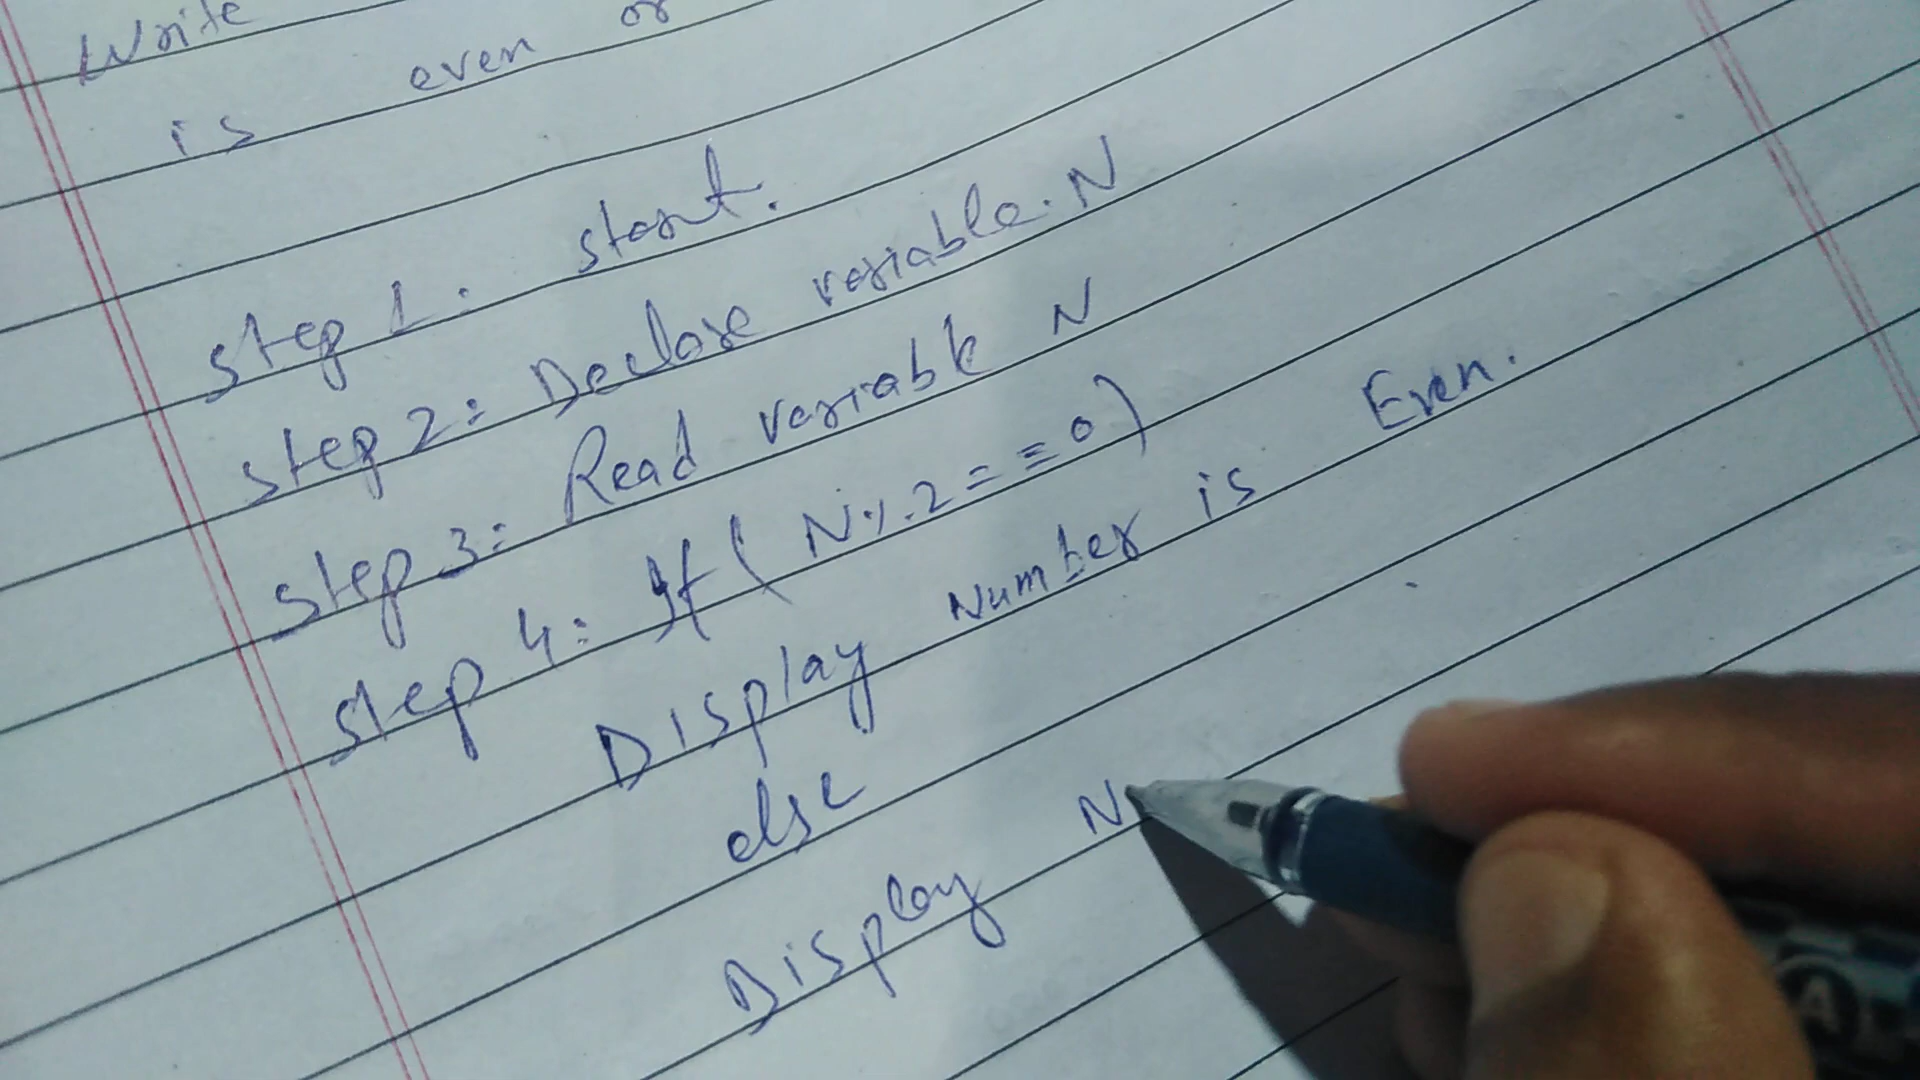 Write
is even or
Step 1: Start.
Step 2: Declare variable. N
Step 3: Read variable N
Step 4: If (N%2 == 0)
Display Number is Even.
else
Display N